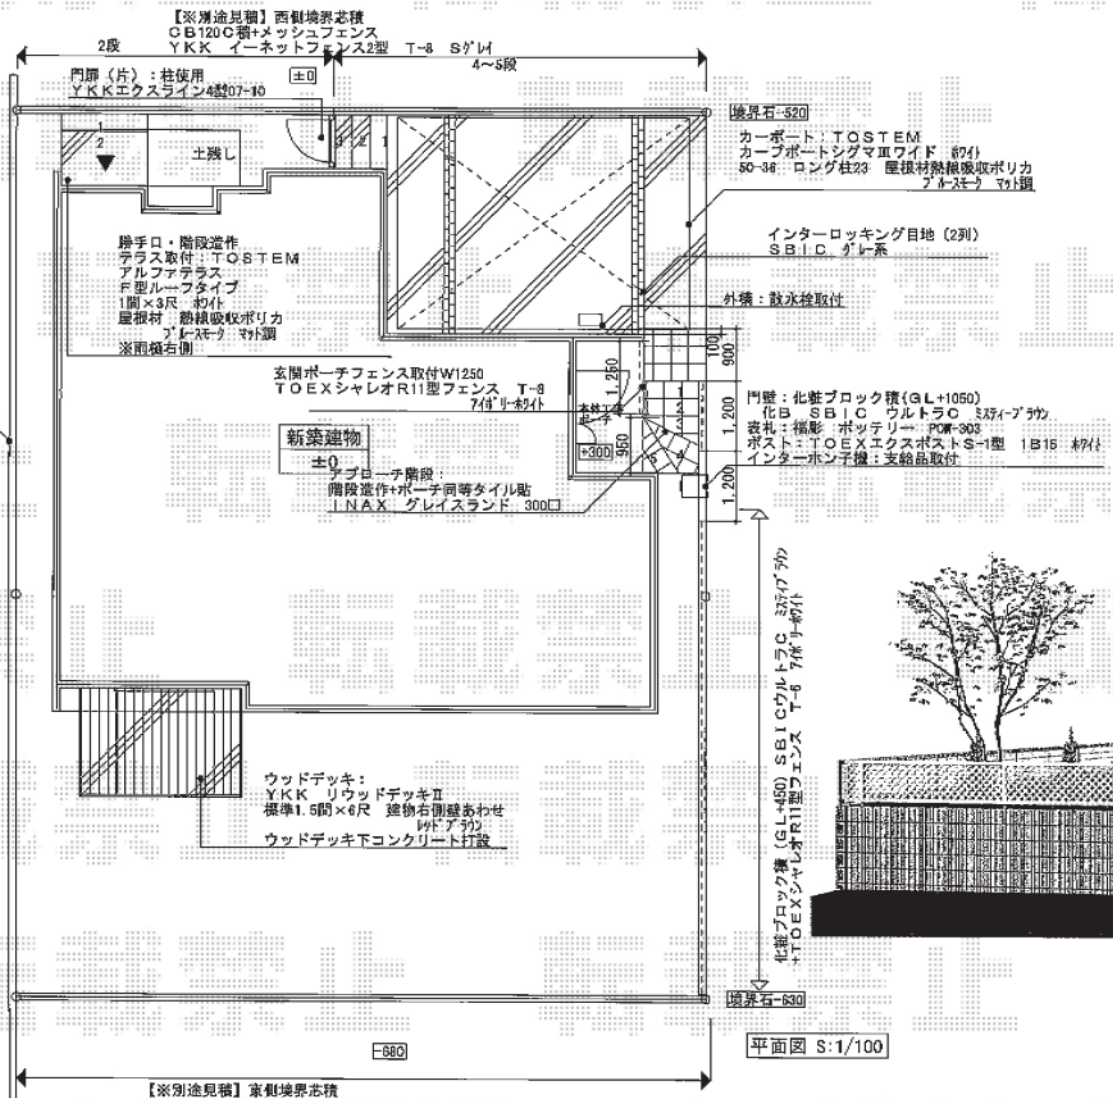 【※別途見積】西側境界芯積
CB120C積+メッシュフェンス
YKK イーネットフェンス2型 T-8 Sグレイ
2段
4〜5段
門扉（片）：柱使用
YKKエクスライン4型07-10
±0
境界石-520
カーポート：TOSTEM
カーブポートシグマⅢワイド ホワイト
50-36 ロング柱23 屋根材熱線吸収ポリカ
ブルースモーク マット調
1
2
土残し
3 2 1
インターロッキング目地（2列）
SBIC グレー系
外構：散水栓取付
勝手口・階段造作
テラス取付：TOSTEM
アルファテラス
F型ルーフタイプ
1間×3尺 ホワイト
屋根材 熱線吸収ポリカ
ブルースモーク マット調
※雨樋右側
玄関ポーチフェンス取付W1250
TOEXシャレオR11型フェンス T-8
アイボリーホワイト
100
900
1,250
1,200
950
1,200
+300
1
2
3
4
5
門壁：化粧ブロック積(GL+1050)
化B SBIC ウルトラC ミスティーブラウン
表札：福彫 ポッテリー POW-303
ポスト：TOEXエクスポストS-1型 1B15 ホワイト
インターホン子機：支給品取付
新築建物
±0
アプローチ階段：
階段造作+ポーチ同等タイル貼
INAX グレイスランド 300□
化粧ブロック積（GL+450）SBICウルトラC ミスティブラウン
+TOEXシャレオR11型フェンス T-6 アイボリーホワイト
ウッドデッキ：
YKK リウッドデッキⅡ
標準1.5間×6尺 建物右側壁あわせ
レッドブラウン
ウッドデッキ下コンクリート打設
境界石-630
-680
平面図 S:1/100
【※別途見積】東側境界芯積